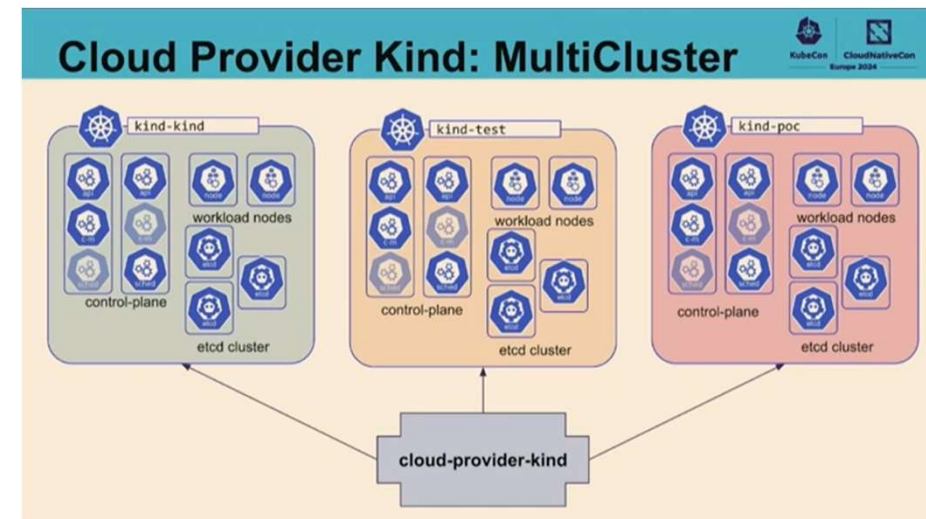 Cloud Provider Kind: MultiCluster
KubeCon
CloudNativeCon
Europe 2024
kind-kind
api
api
node
node
workload nodes
c-m
c-m
etcd
sched
sched
etcd
control-plane
etcd
etcd cluster
kind-test
api
api
node
node
workload nodes
c-m
c-m
etcd
sched
sched
etcd
control-plane
etcd
etcd cluster
kind-poc
api
api
node
node
workload nodes
c-m
c-m
etcd
sched
sched
etcd
control-plane
etcd
etcd cluster
cloud-provider-kind